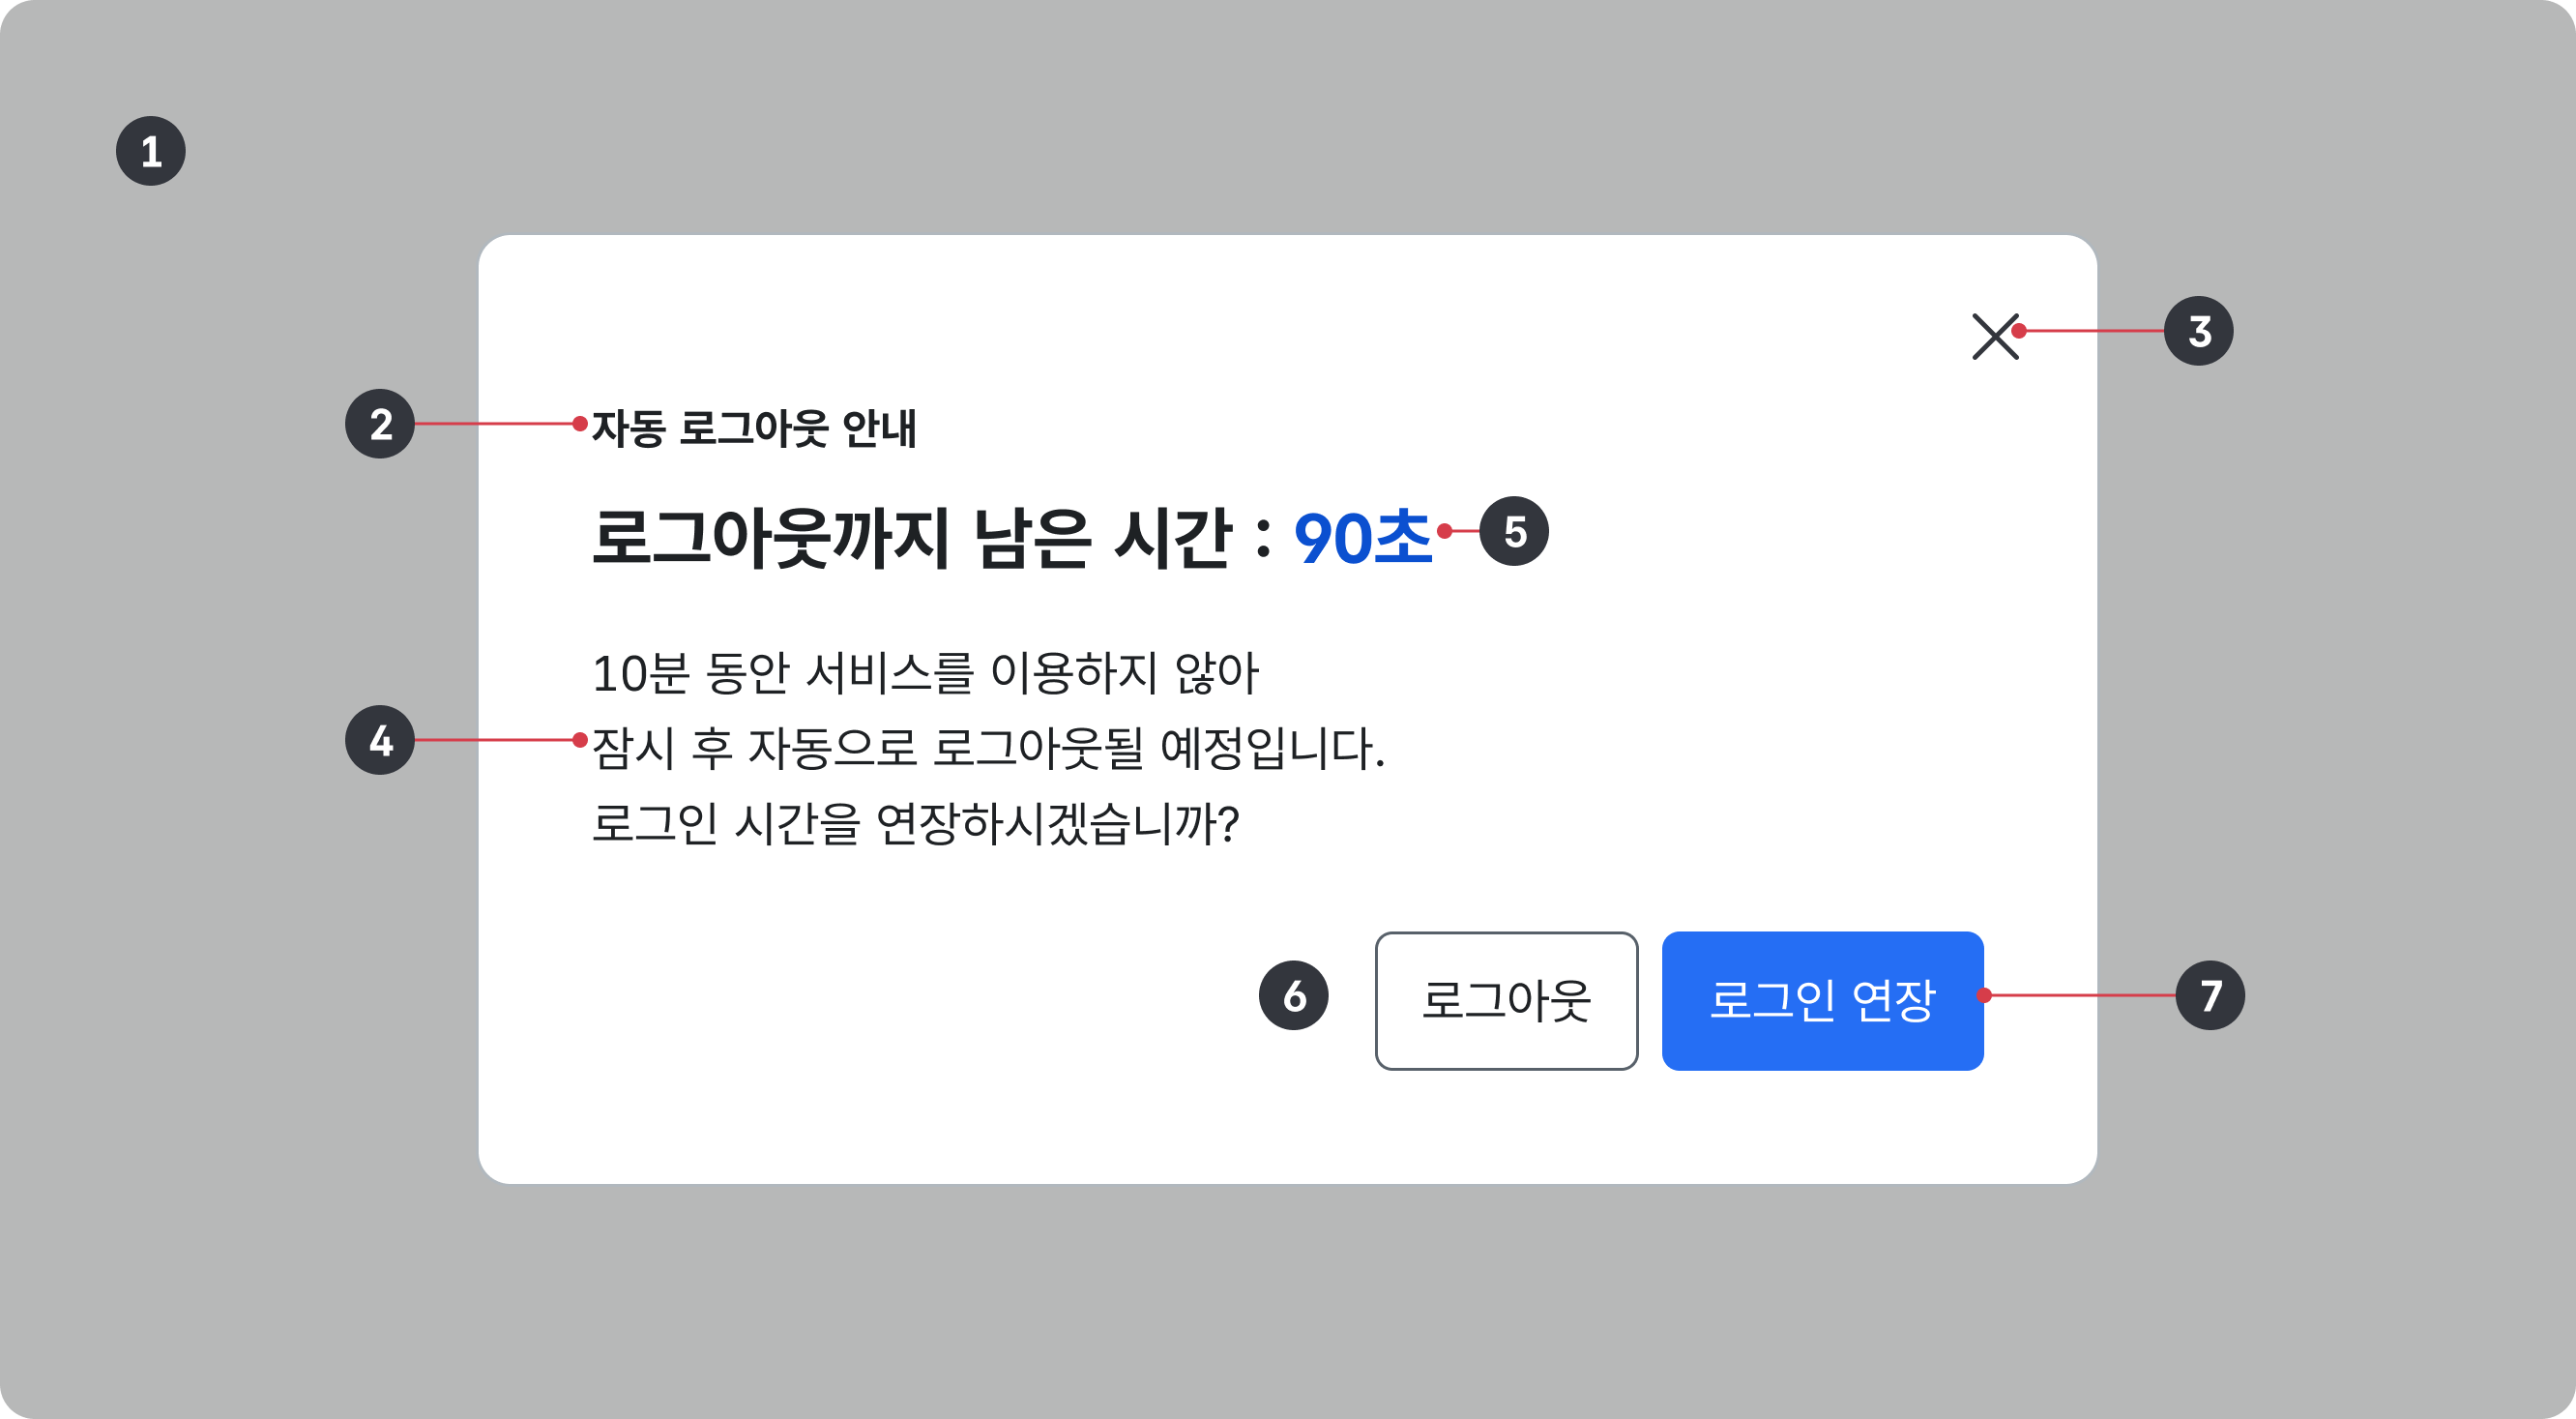 1
3
2 자동 로그아웃 안내
로그아웃까지 남은 시간 : 90초 5
10분 동안 서비스를 이용하지 않아
4 잠시 후 자동으로 로그아웃될 예정입니다.
로그인 시간을 연장하시겠습니까?
6 로그아웃 로그인 연장 7